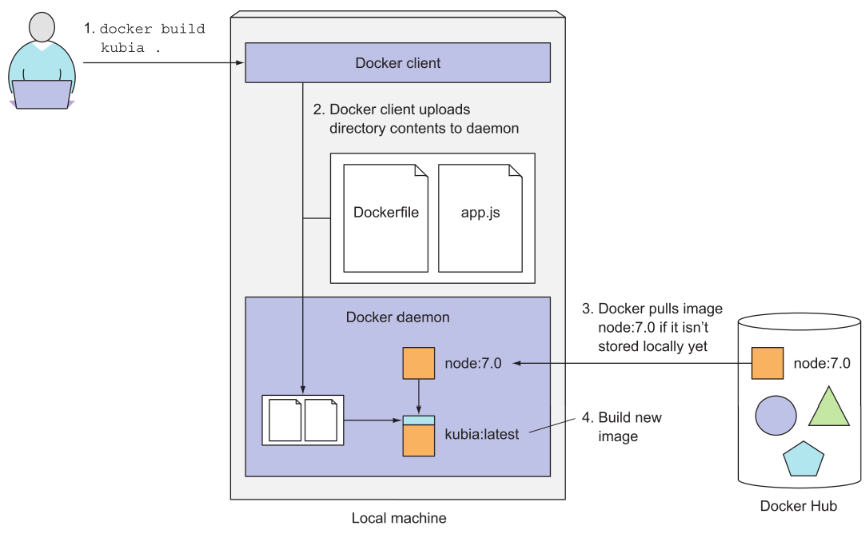 1. docker build
kubia .
Docker client
2. Docker client uploads
directory contents to daemon
Dockerfile
app.js
Docker daemon
3. Docker pulls image
node:7.0 if it isn't
stored locally yet
node:7.0
node:7.0
kubia:latest
4. Build new
image
Docker Hub
Local machine